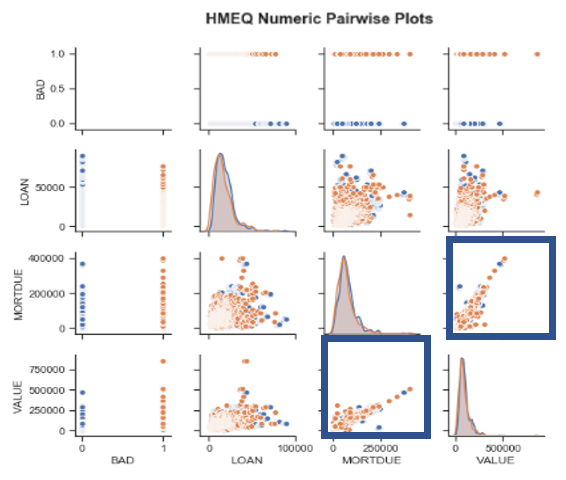 HMEQ Numeric Pairwise Plots
1.0
0.5
0.0
BAD
50000
0
LOAN
400000
200000
0
MORTDUE
750000
500000
250000
0
VALUE
0 1 0 100000 0 250000 0 500000
BAD LOAN MORTDUE VALUE